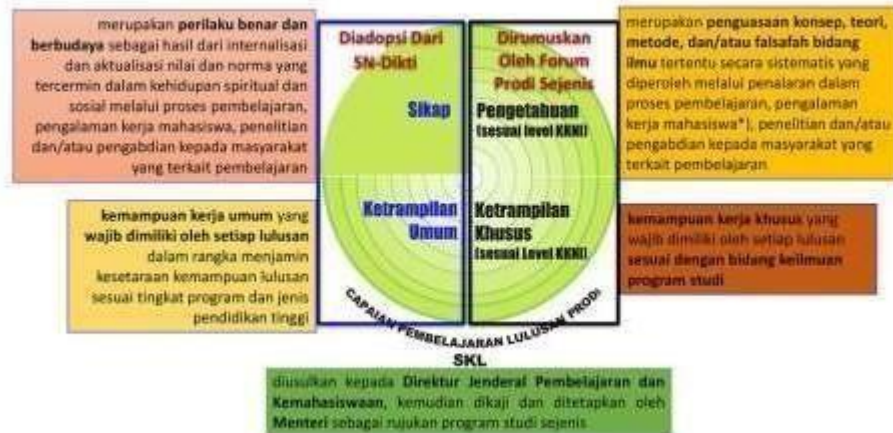 merupakan perilaku benar dan
berbudaya sebagai hasil dari internalisasi
dan aktualisasi nilai dan norma yang
tercermin dalam kehidupan spiritual dan
sosial melalui proses pembelajaran,
pengalaman kerja mahasiswa, penelitian
dan/atau pengabdian kepada masyarakat
yang terkait pembelajaran
Diadopsi Dari
SN-Dikti
Sikap
Dirumuskan
Oleh Forum
Prodi Sejenis
Pengetahuan
(sesuai level KKNI)
merupakan penguasaan konsep, teori,
metode, dan/atau falsafah bidang
ilmu tertentu secara sistematis yang
diperoleh melalui penalaran dalam
proses pembelajaran, pengalaman
kerja mahasiswa*), penelitian dan/atau
pengabdian kepada masyarakat yang
terkait pembelajaran
kemampuan kerja umum yang
wajib dimiliki oleh setiap lulusan
dalam rangka menjamin
kesetaraan kemampuan lulusan
sesuai tingkat program dan jenis
pendidikan tinggi
Ketrampilan
Umum
Ketrampilan
Khusus
(sesuai Level KKNI)
kemampuan kerja khusus yang
wajib dimiliki oleh setiap lulusan
sesuai dengan bidang keilmuan
program studi
CAPAIAN PEMBELAJARAN LULUSAN PRODI
SKL
diusulkan kepada Direktur Jenderal Pembelajaran dan
Kemahasiswaan, kemudian dikaji dan ditetapkan oleh
Menteri sebagai rujukan program studi sejenis